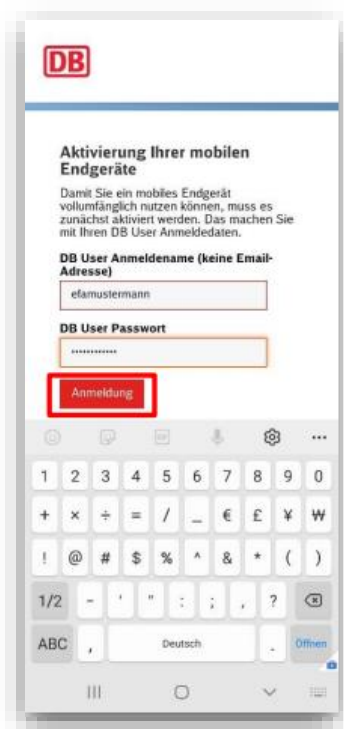 DB
Aktivierung Ihrer mobilen
Endgeräte
Damit Sie ein mobiles Endgerät
vollumfänglich nutzen können, muss es
zunächst aktiviert werden. Das machen Sie
mit Ihren DB User Anmeldedaten.
DB User Anmeldename (keine Email-
Adresse)
efamustermann
DB User Passwort
••••••••••••
Anmeldung
GIF
1 2 3 4 5 6 7 8 9 0
+ × ÷ = / _ € £ ¥ ₩
! @ # $ % ^ & * ( )
1/2 - ' " : ; , ?
ABC , Deutsch . Öffnen